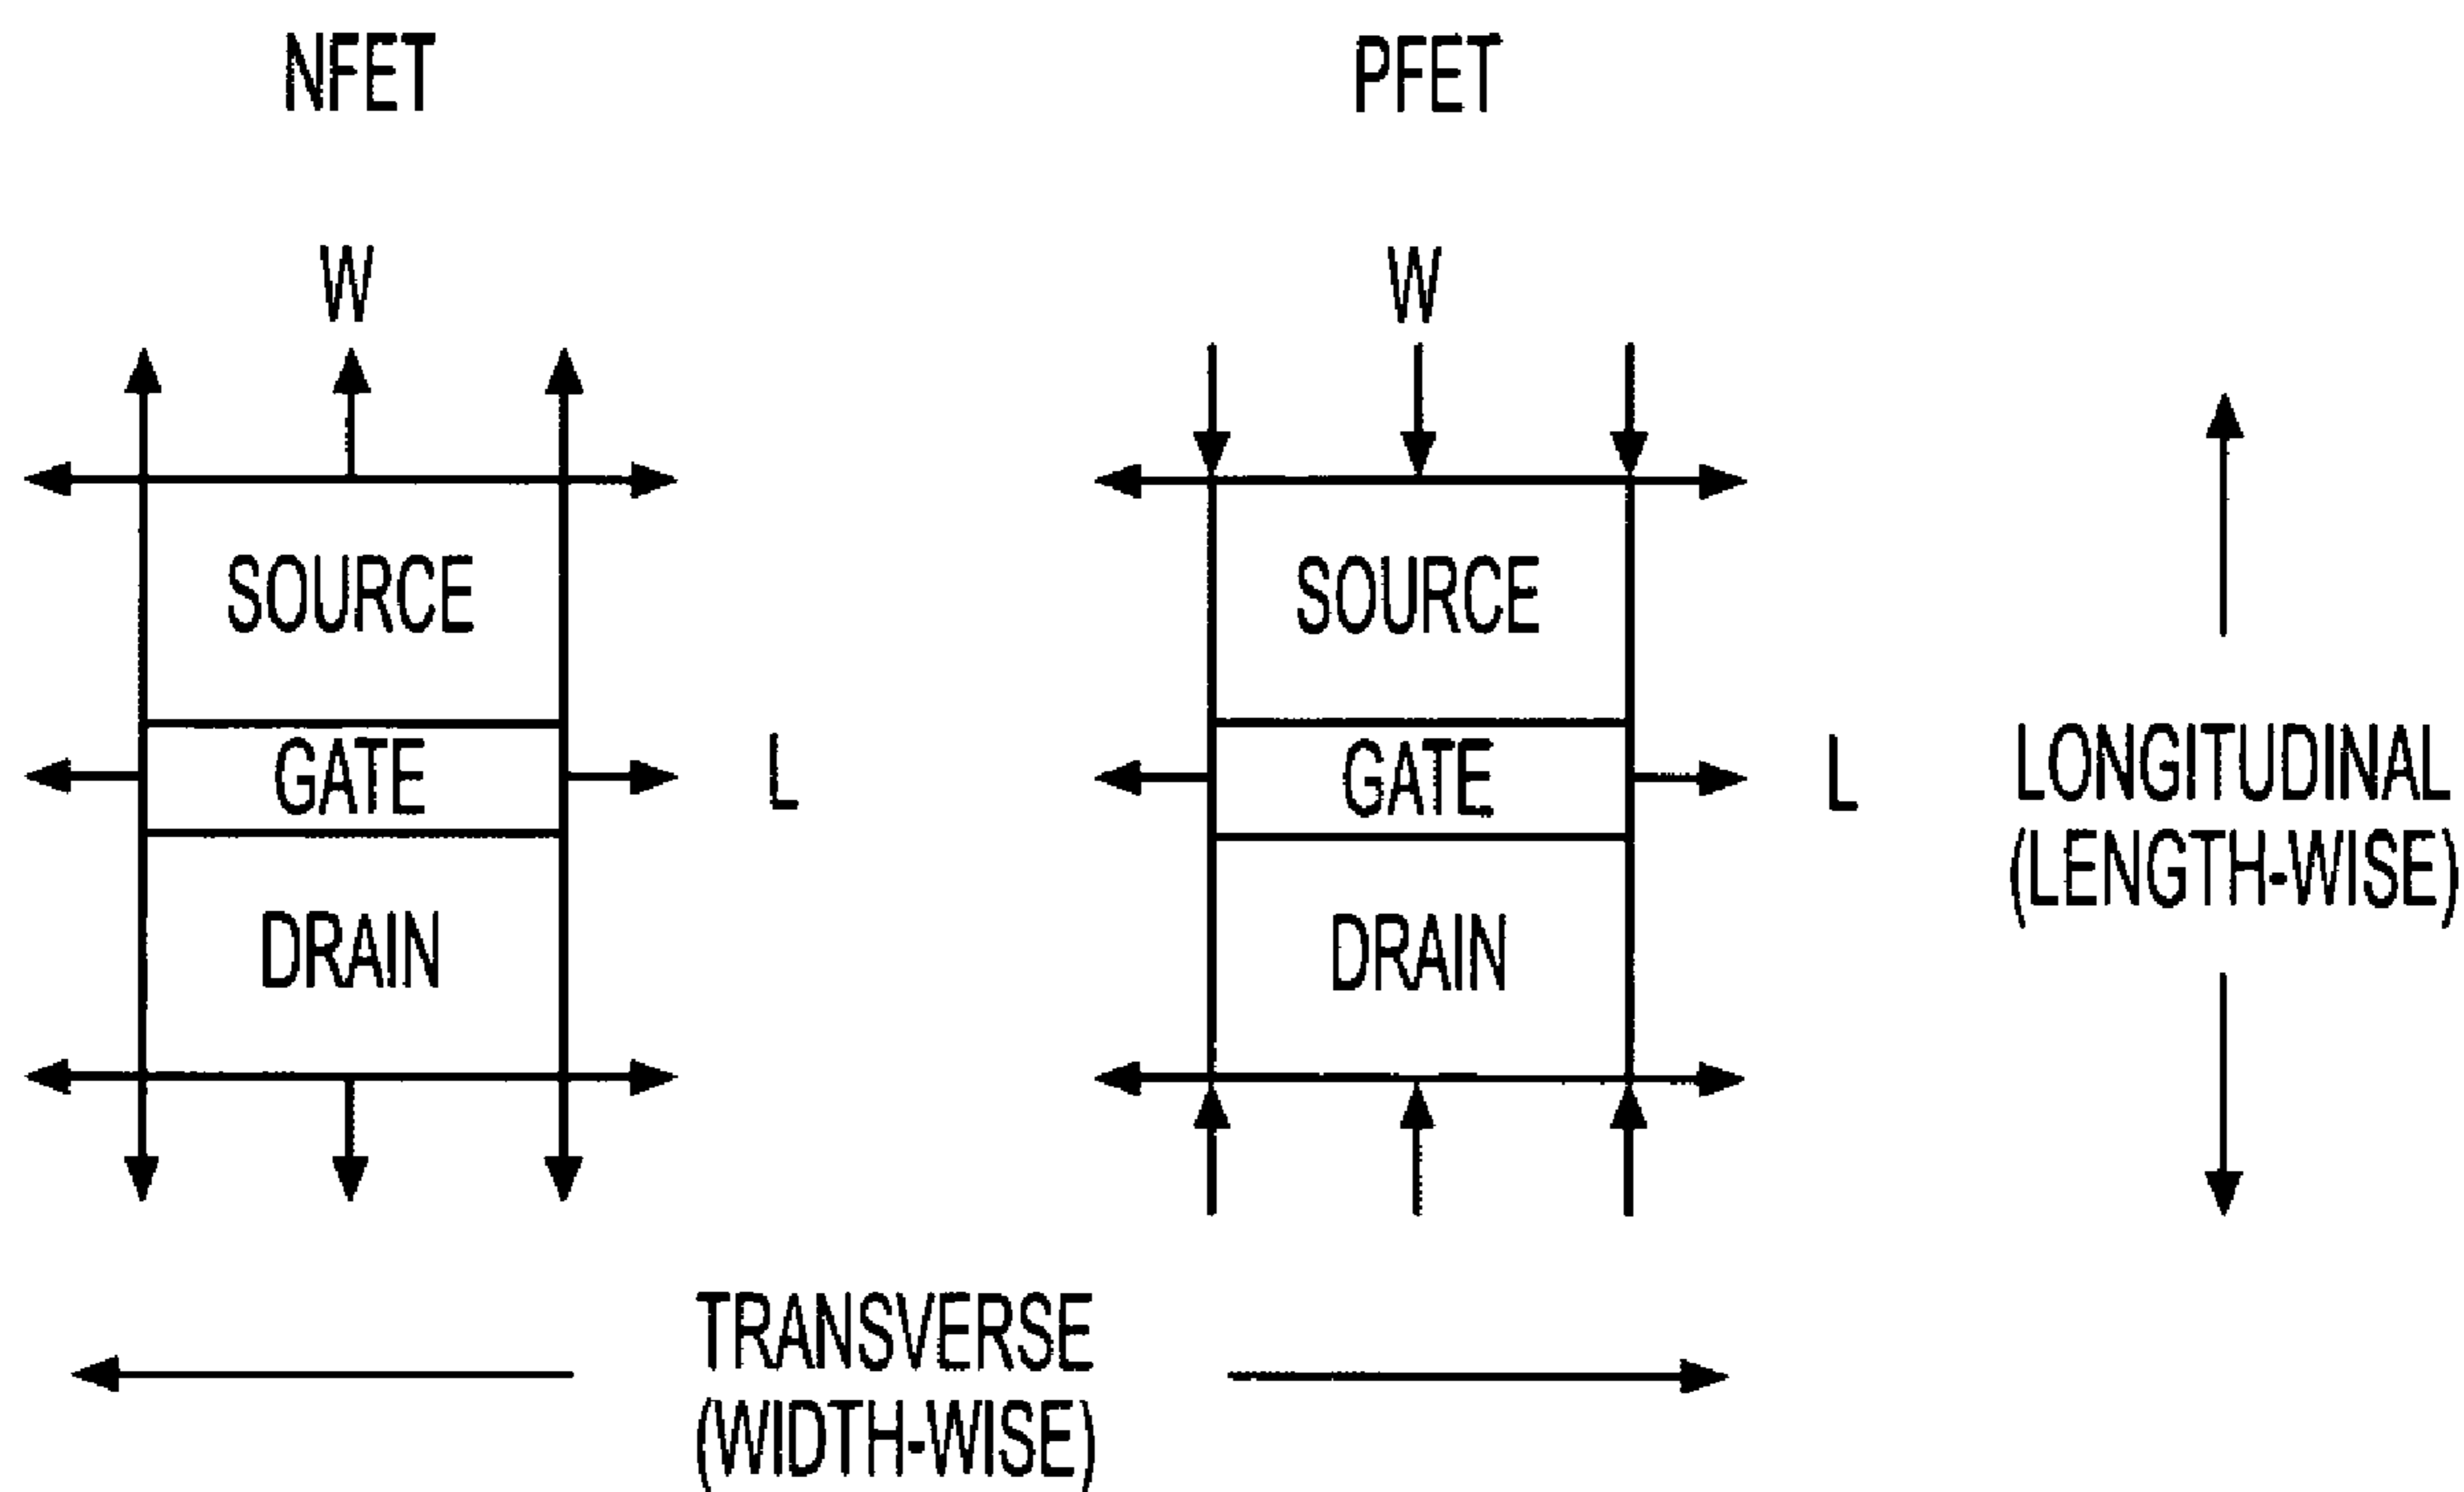 NFET
PFET
W
W
SOURCE
SOURCE
GATE
L
GATE
L
LONGITUDINAL
(LENGTH-WISE)
DRAIN
DRAIN
TRANSVERSE
(WIDTH-WISE)